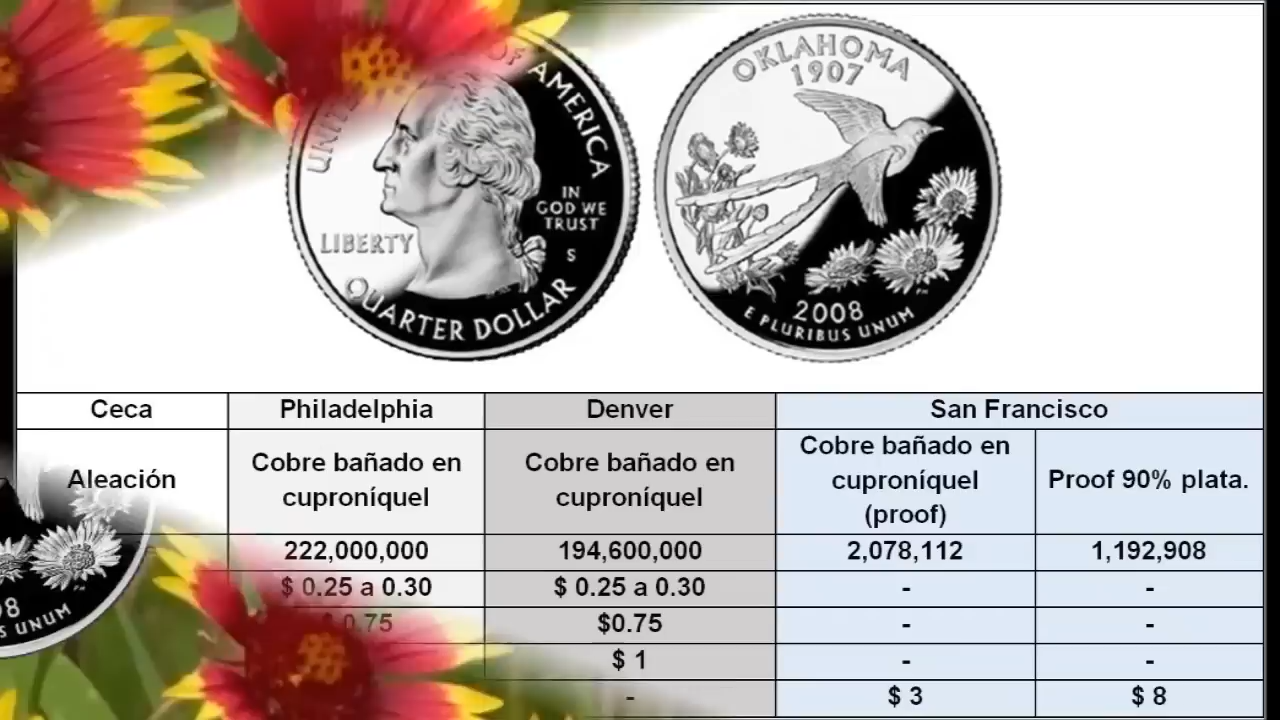 OF AMERICA
LIBERTY
IN
GOD WE
TRUST
S
QUARTER DOLLAR
OKLAHOMA
1907
2008
E PLURIBUS UNUM
Ceca Philadelphia Denver San Francisco
Aleación Cobre bañado en cuproníquel Cobre bañado en cuproníquel Cobre bañado en cuproníquel (proof) Proof 90% plata.
222,000,000 194,600,000 2,078,112 1,192,908
$ 0.25 a 0.30 $ 0.25 a 0.30 - -
0.75 $0.75 - -
$ 1 - -
- $ 3 $ 8
UNUM